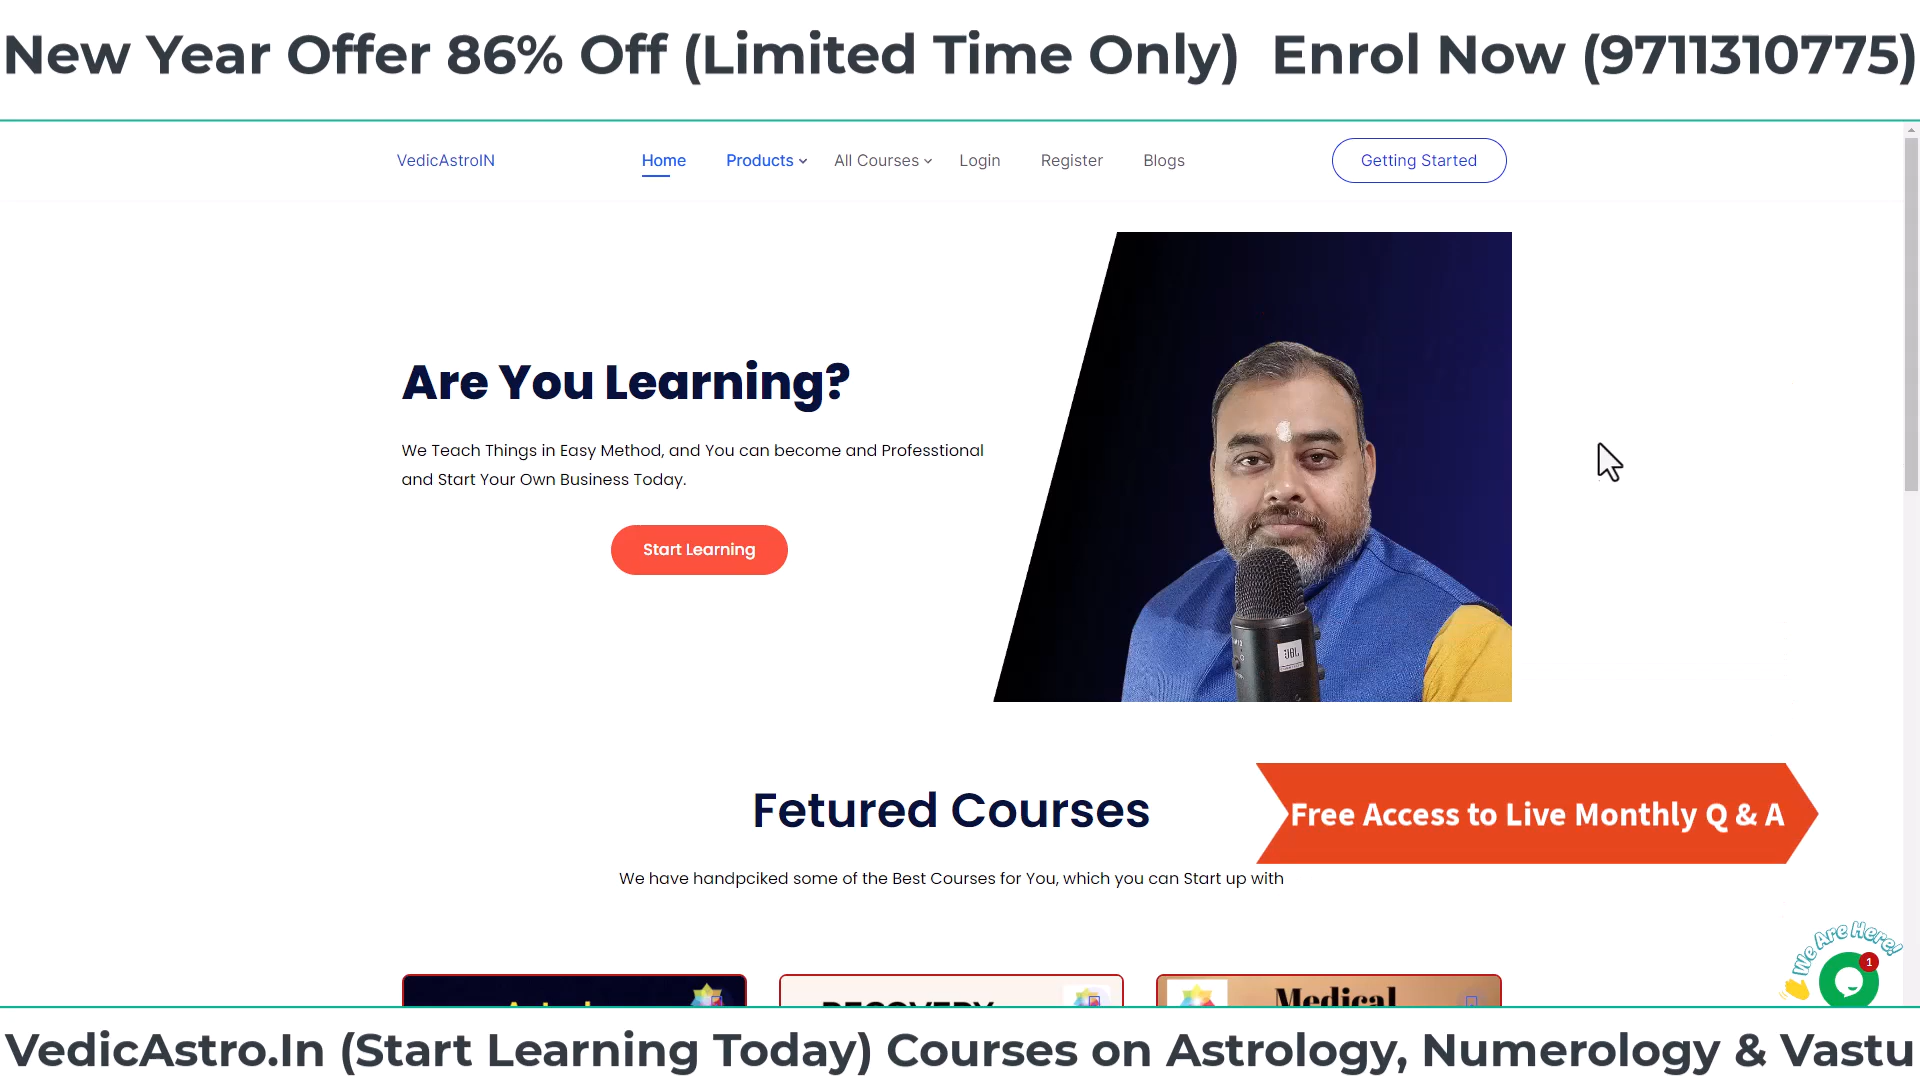 New Year Offer 86% Off (Limited Time Only) Enrol Now (9711310775)
VedicAstroIN Home Products All Courses Login Register Blogs Getting Started
Are You Learning?
We Teach Things in Easy Method, and You can become and Professtional
and Start Your Own Business Today.
Start Learning
JBL
Fetured Courses
Free Access to Live Monthly Q & A
We have handpciked some of the Best Courses for You, which you can Start up with
We Are Here!
1
RECOVERY
Medical
VedicAstro.In (Start Learning Today) Courses on Astrology, Numerology & Vastu